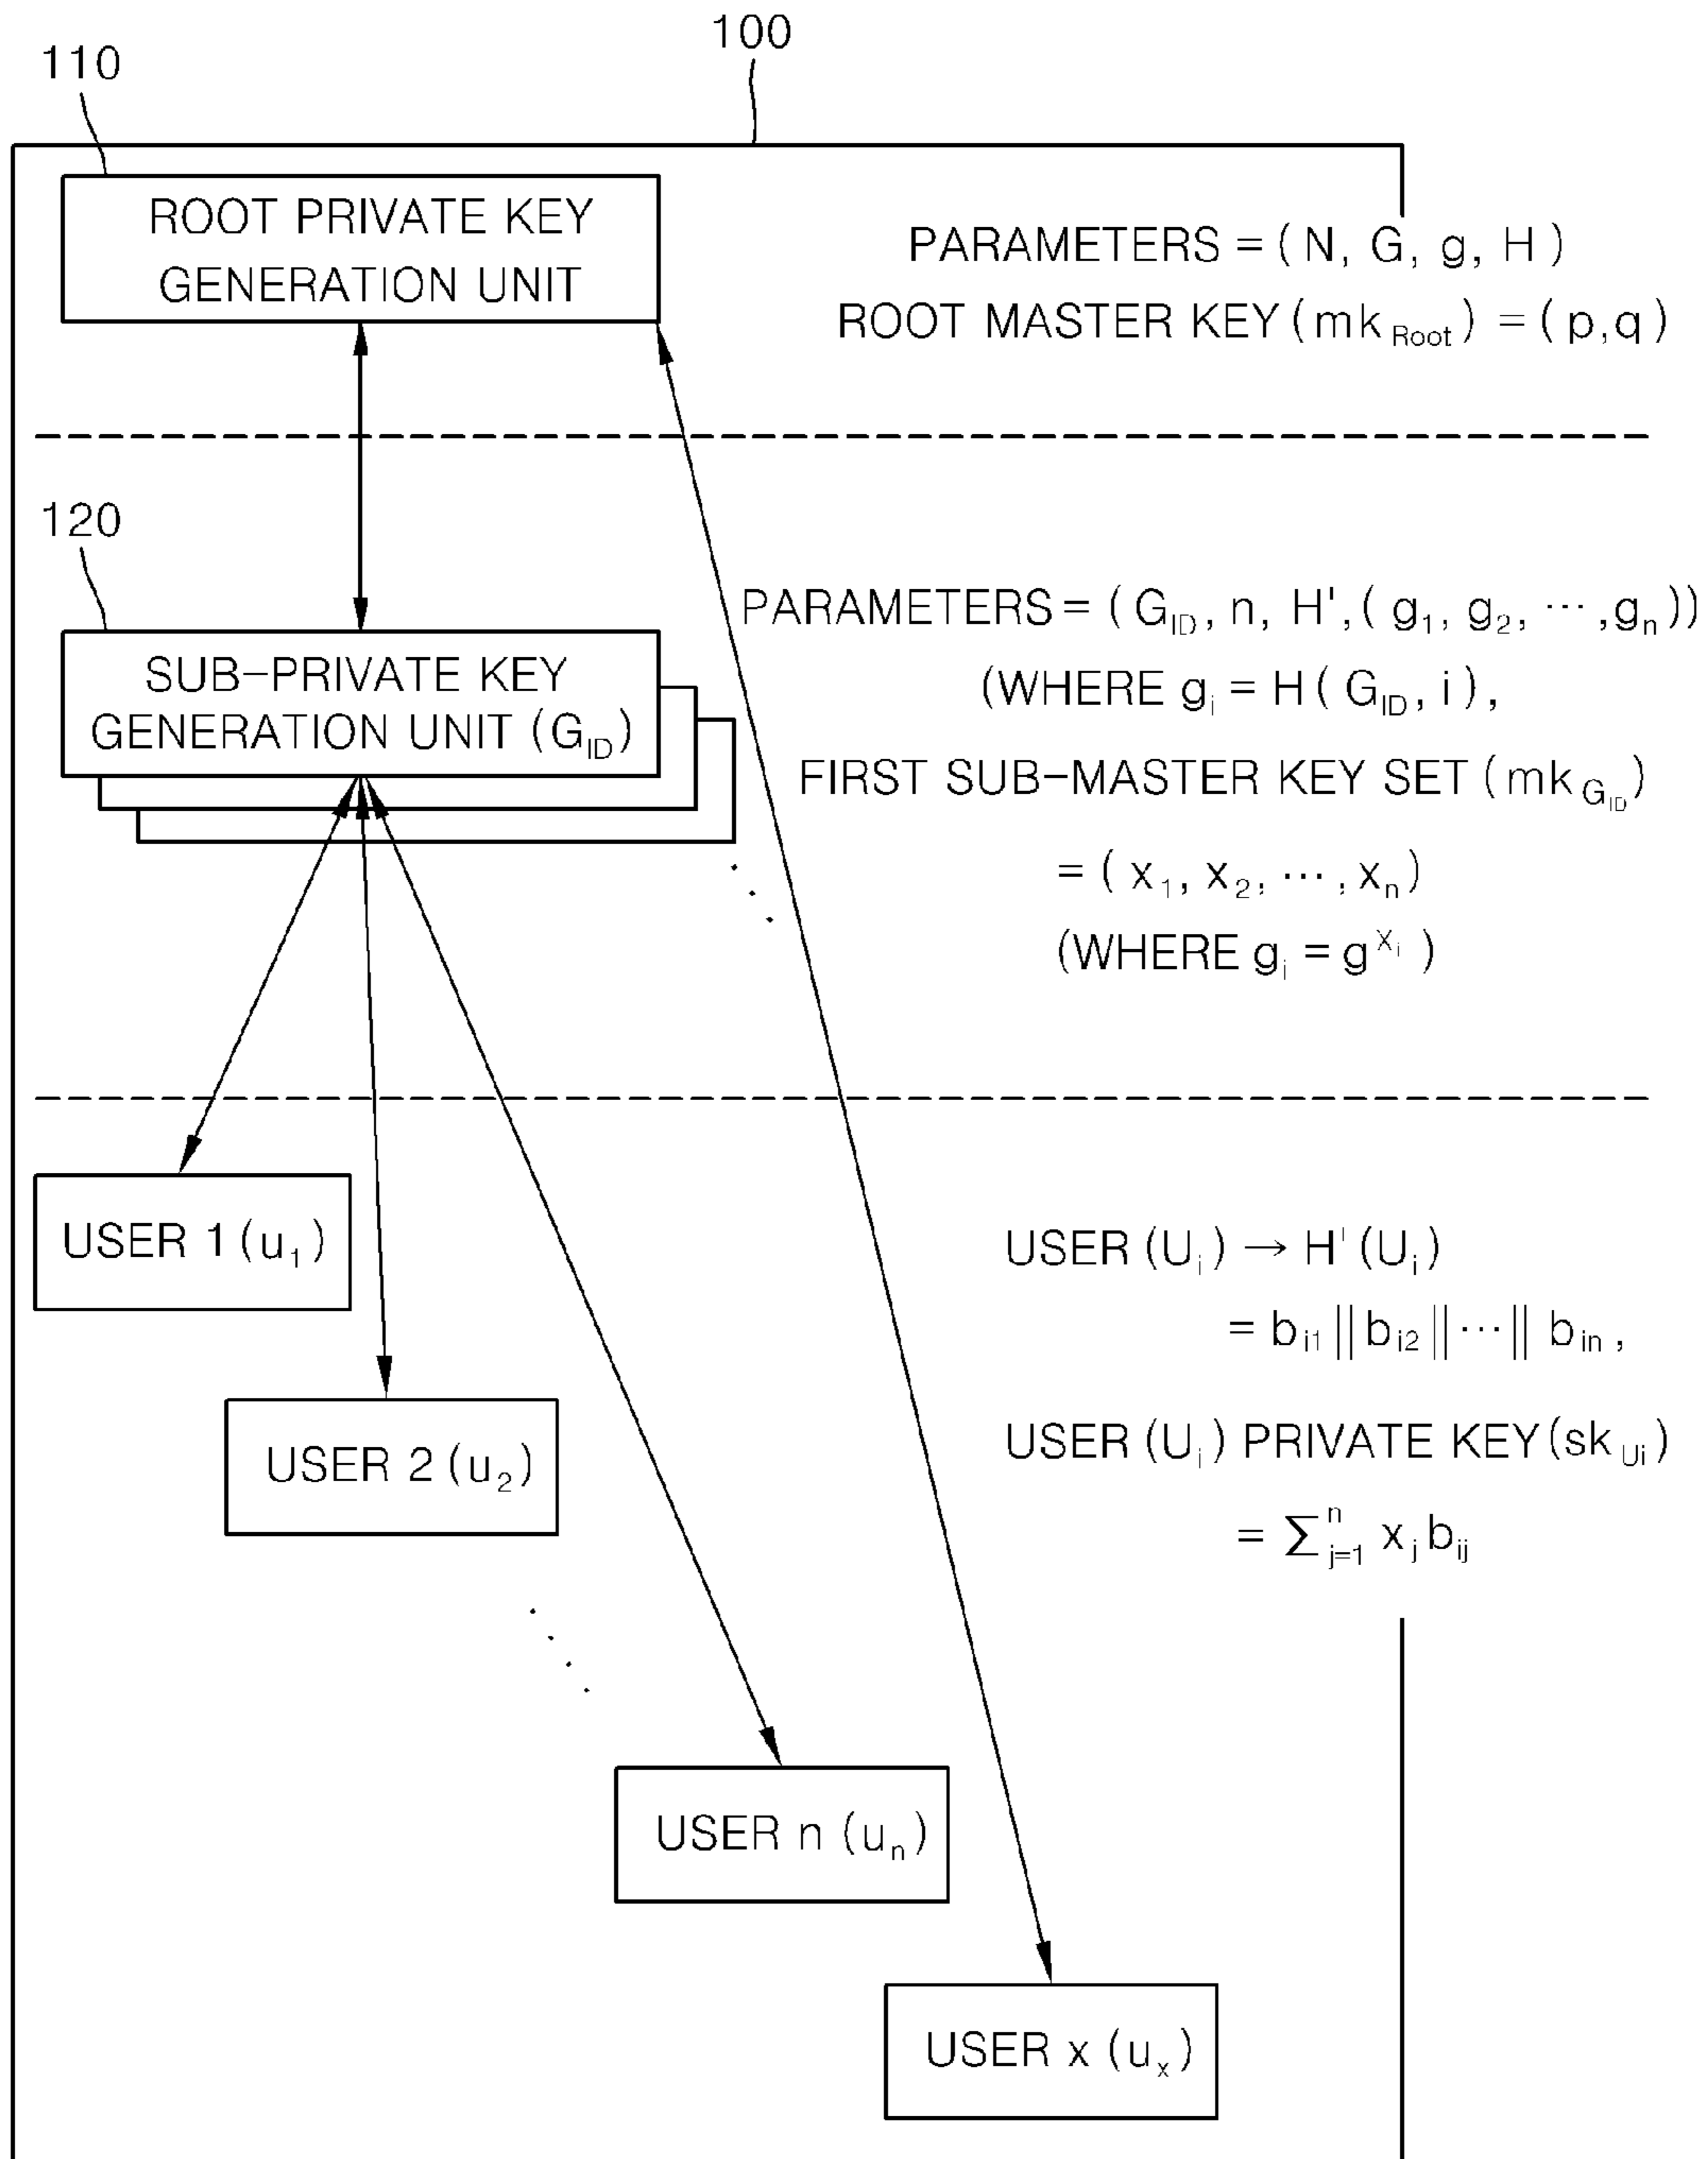 100
110
ROOT PRIVATE KEY
GENERATION UNIT
PARAMETERS = ( N, G, g, H )
ROOT MASTER KEY (mk_Root) = ( p,q )
120
SUB-PRIVATE KEY
GENERATION UNIT (G_ID)
PARAMETERS = ( G_ID, n, H',( g_1, g_2, ⋯ ,g_n))
(WHERE g_i = H ( G_ID, i ) ,
FIRST SUB-MASTER KEY SET (mk_G_ID)
= ( x_1, x_2, ⋯ , x_n )
(WHERE g_i = g^x_i )
USER 1 (u_1)
USER 2 (u_2)
USER n (u_n)
USER x (u_x)
USER (U_i) → H' (U_i)
= b_i1 || b_i2 || ⋯ || b_in ,
USER (U_i) PRIVATE KEY (sk_Ui)
= ∑_j=1^n x_j b_ij